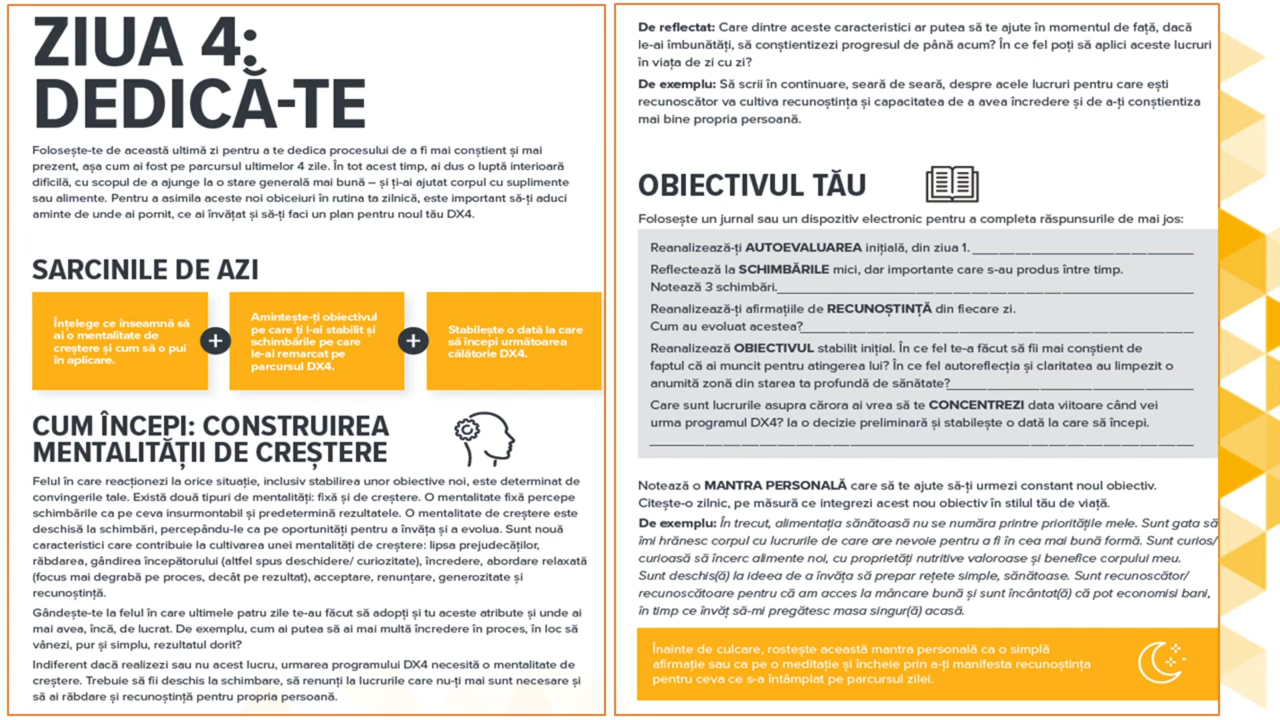 ZIUA 4:
DEDICĂ-TE
Folosește-te de această ultimă zi pentru a te dedica procesului de a fi mai conștient și mai
prezent, așa cum ai fost pe parcursul ultimelor 4 zile. În tot acest timp, ai dus o luptă interioară
dificilă, cu scopul de a ajunge la o stare generală mai bună – și ți-ai ajutat corpul cu suplimente
sau alimente. Pentru a asimila aceste noi obiceiuri în rutina ta zilnică, este important să-ți aduci
aminte de unde ai pornit, ce ai învățat și să-ți faci un plan pentru noul tău DX4.
SARCINILE DE AZI
Înțelege ce înseamnă să
ai o mentalitate de
creștere și cum să o pui
în aplicare.
+
Amintește-ți obiectivul
pe care ți l-ai stabilit și
schimbările pe care
le-ai remarcat pe
parcursul DX4.
+
Stabilește o dată la care
să începi următoarea
călătorie DX4.
CUM ÎNCEPI: CONSTRUIREA
MENTALITĂȚII DE CREȘTERE
Felul în care reacționezi la orice situație, inclusiv stabilirea unor obiective noi, este determinat de
convingerile tale. Există două tipuri de mentalități: fixă și de creștere. O mentalitate fixă percepe
schimbările ca pe ceva insurmontabil și predetermină rezultatele. O mentalitate de creștere este
deschisă la schimbări, percepându-le ca pe oportunități pentru a învăța și a evolua. Sunt nouă
caracteristici care contribuie la cultivarea unei mentalități de creștere: lipsa prejudecăților,
răbdarea, gândirea începătorului (altfel spus deschidere/ curiozitate), încredere, abordare relaxată
(focus mai degrabă pe proces, decât pe rezultat), acceptare, renunțare, generozitate și
recunoștință.
Gândește-te la felul în care ultimele patru zile te-au făcut să adopți și tu aceste atribute și unde ai
mai avea, încă, de lucrat. De exemplu, cum ai putea să ai mai multă încredere în proces, în loc să
vânezi, pur și simplu, rezultatul dorit?
Indiferent dacă realizezi sau nu acest lucru, urmarea programului DX4 necesită o mentalitate de
creștere. Trebuie să fii deschis la schimbare, să renunți la lucrurile care nu-ți mai sunt necesare și
să ai răbdare și recunoștință pentru propria persoană.
De reflectat: Care dintre aceste caracteristici ar putea să te ajute în momentul de față, dacă
le-ai îmbunătăți, să conștientizezi progresul de până acum? În ce fel poți să aplici aceste lucruri
în viața de zi cu zi?
De exemplu: Să scrii în continuare, seară de seară, despre acele lucruri pentru care ești
recunoscător va cultiva recunoștința și capacitatea de a avea încredere și de a-ți conștientiza
mai bine propria persoană.
OBIECTIVUL TĂU
Folosește un jurnal sau un dispozitiv electronic pentru a completa răspunsurile de mai jos:
Reanalizează-ți AUTOEVALUAREA inițială, din ziua 1.
Reflectează la SCHIMBĂRILE mici, dar importante care s-au produs între timp.
Notează 3 schimbări.
Reanalizează-ți afirmațiile de RECUNOȘTINȚĂ din fiecare zi.
Cum au evoluat acestea?
Reanalizează OBIECTIVUL stabilit inițial. În ce fel te-a făcut să fii mai conștient de
faptul că ai muncit pentru atingerea lui? În ce fel autoreflecția și claritatea au limpezit o
anumită zonă din starea ta profundă de sănătate?
Care sunt lucrurile asupra cărora ai vrea să te CONCENTREZI data viitoare când vei
urma programul DX4? Ia o decizie preliminară și stabilește o dată la care să începi.
Notează o MANTRA PERSONALĂ care să te ajute să-ți urmezi constant noul obiectiv.
Citește-o zilnic, pe măsură ce integrezi acest nou obiectiv în stilul tău de viață.
De exemplu: În trecut, alimentația sănătoasă nu se număra printre prioritățile mele. Sunt gata să
îmi hrănesc corpul cu lucrurile de care are nevoie pentru a fi în cea mai bună formă. Sunt curios/
curioasă să încerc alimente noi, cu proprietăți nutritive valoroase și benefice corpului meu.
Sunt deschis(ă) la ideea de a învăța să prepar rețete simple, sănătoase. Sunt recunoscător/
recunoscătoare pentru că am acces la mâncare bună și sunt încântat(ă) că pot economisi bani,
în timp ce învăț să-mi pregătesc masa singur(ă) acasă.
Înainte de culcare, rostește această mantra personală ca o simplă
afirmație sau ca pe o meditație și încheie prin a-ți manifesta recunoștința
pentru ceva ce s-a întâmplat pe parcursul zilei.